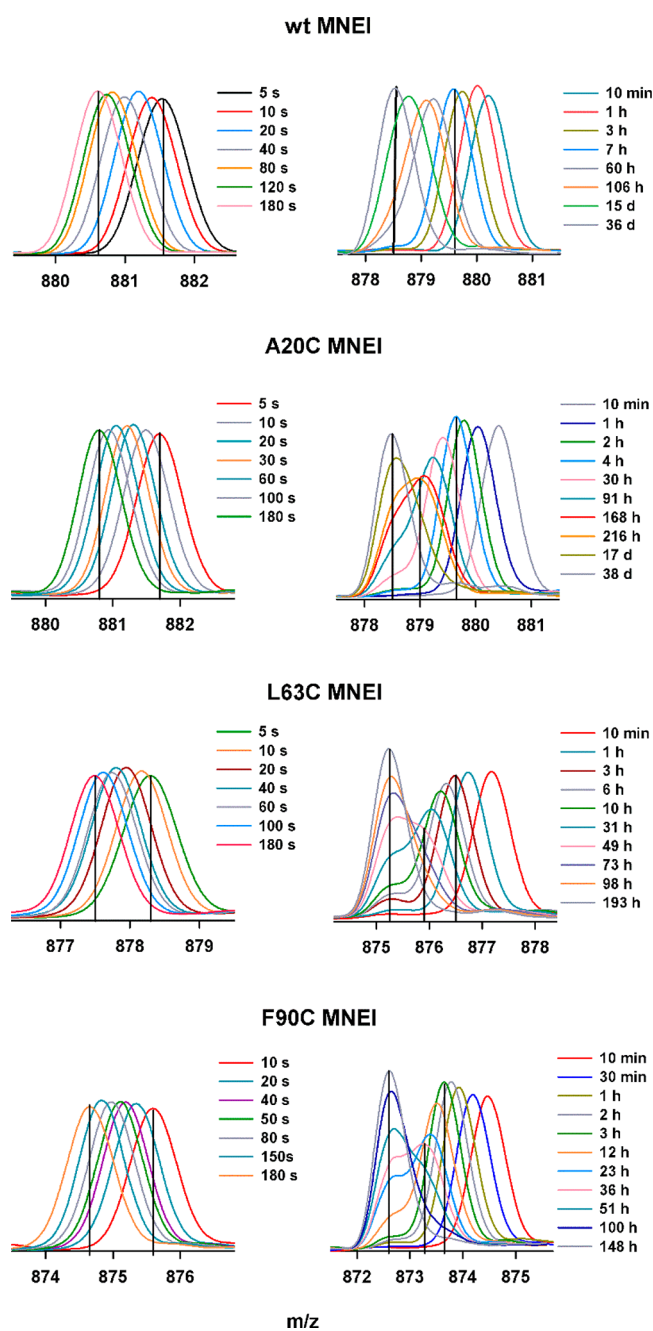 wt MNEI
5 s
10 s
20 s
40 s
80 s
120 s
180 s
880 881 882
10 min
1 h
3 h
7 h
60 h
106 h
15 d
36 d
878 879 880 881
A20C MNEI
5 s
10 s
20 s
30 s
60 s
100 s
180 s
880 881 882
10 min
1 h
2 h
4 h
30 h
91 h
168 h
216 h
17 d
38 d
878 879 880 881
L63C MNEI
5 s
10 s
20 s
40 s
60 s
100 s
180 s
877 878 879
10 min
1 h
3 h
6 h
10 h
31 h
49 h
73 h
98 h
193 h
875 876 877 878
F90C MNEI
10 s
20 s
40 s
50 s
80 s
150s
180 s
874 875 876
10 min
30 min
1 h
2 h
3 h
12 h
23 h
36 h
51 h
100 h
148 h
872 873 874 875
m/z